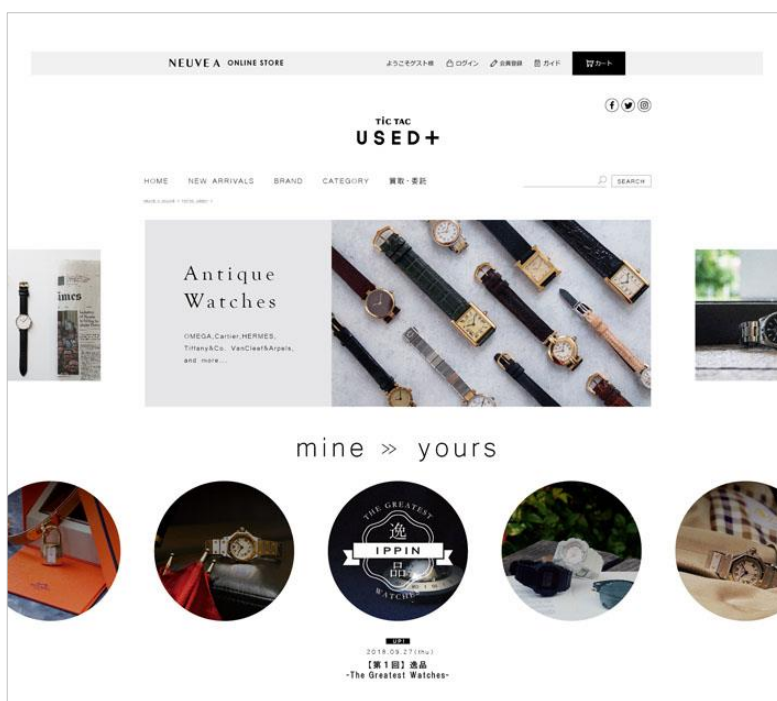 NEUVE A ONLINE STORE
ようこそゲスト様 ログイン 会員登録 ガイド カート
TiC TAC
USED+
HOME NEW ARRIVALS BRAND CATEGORY 買取・委託
SEARCH
Antique
Watches
OMEGA,Cartier,HERMES,
Tiffany&Co. VanCleef&Arpels,
and more...
imes
mine » yours
THE GREATEST
逸
IPPIN
品
WATCHES
UP!
2018.09.27(thu)
【第1回】逸品
-The Greatest Watches-